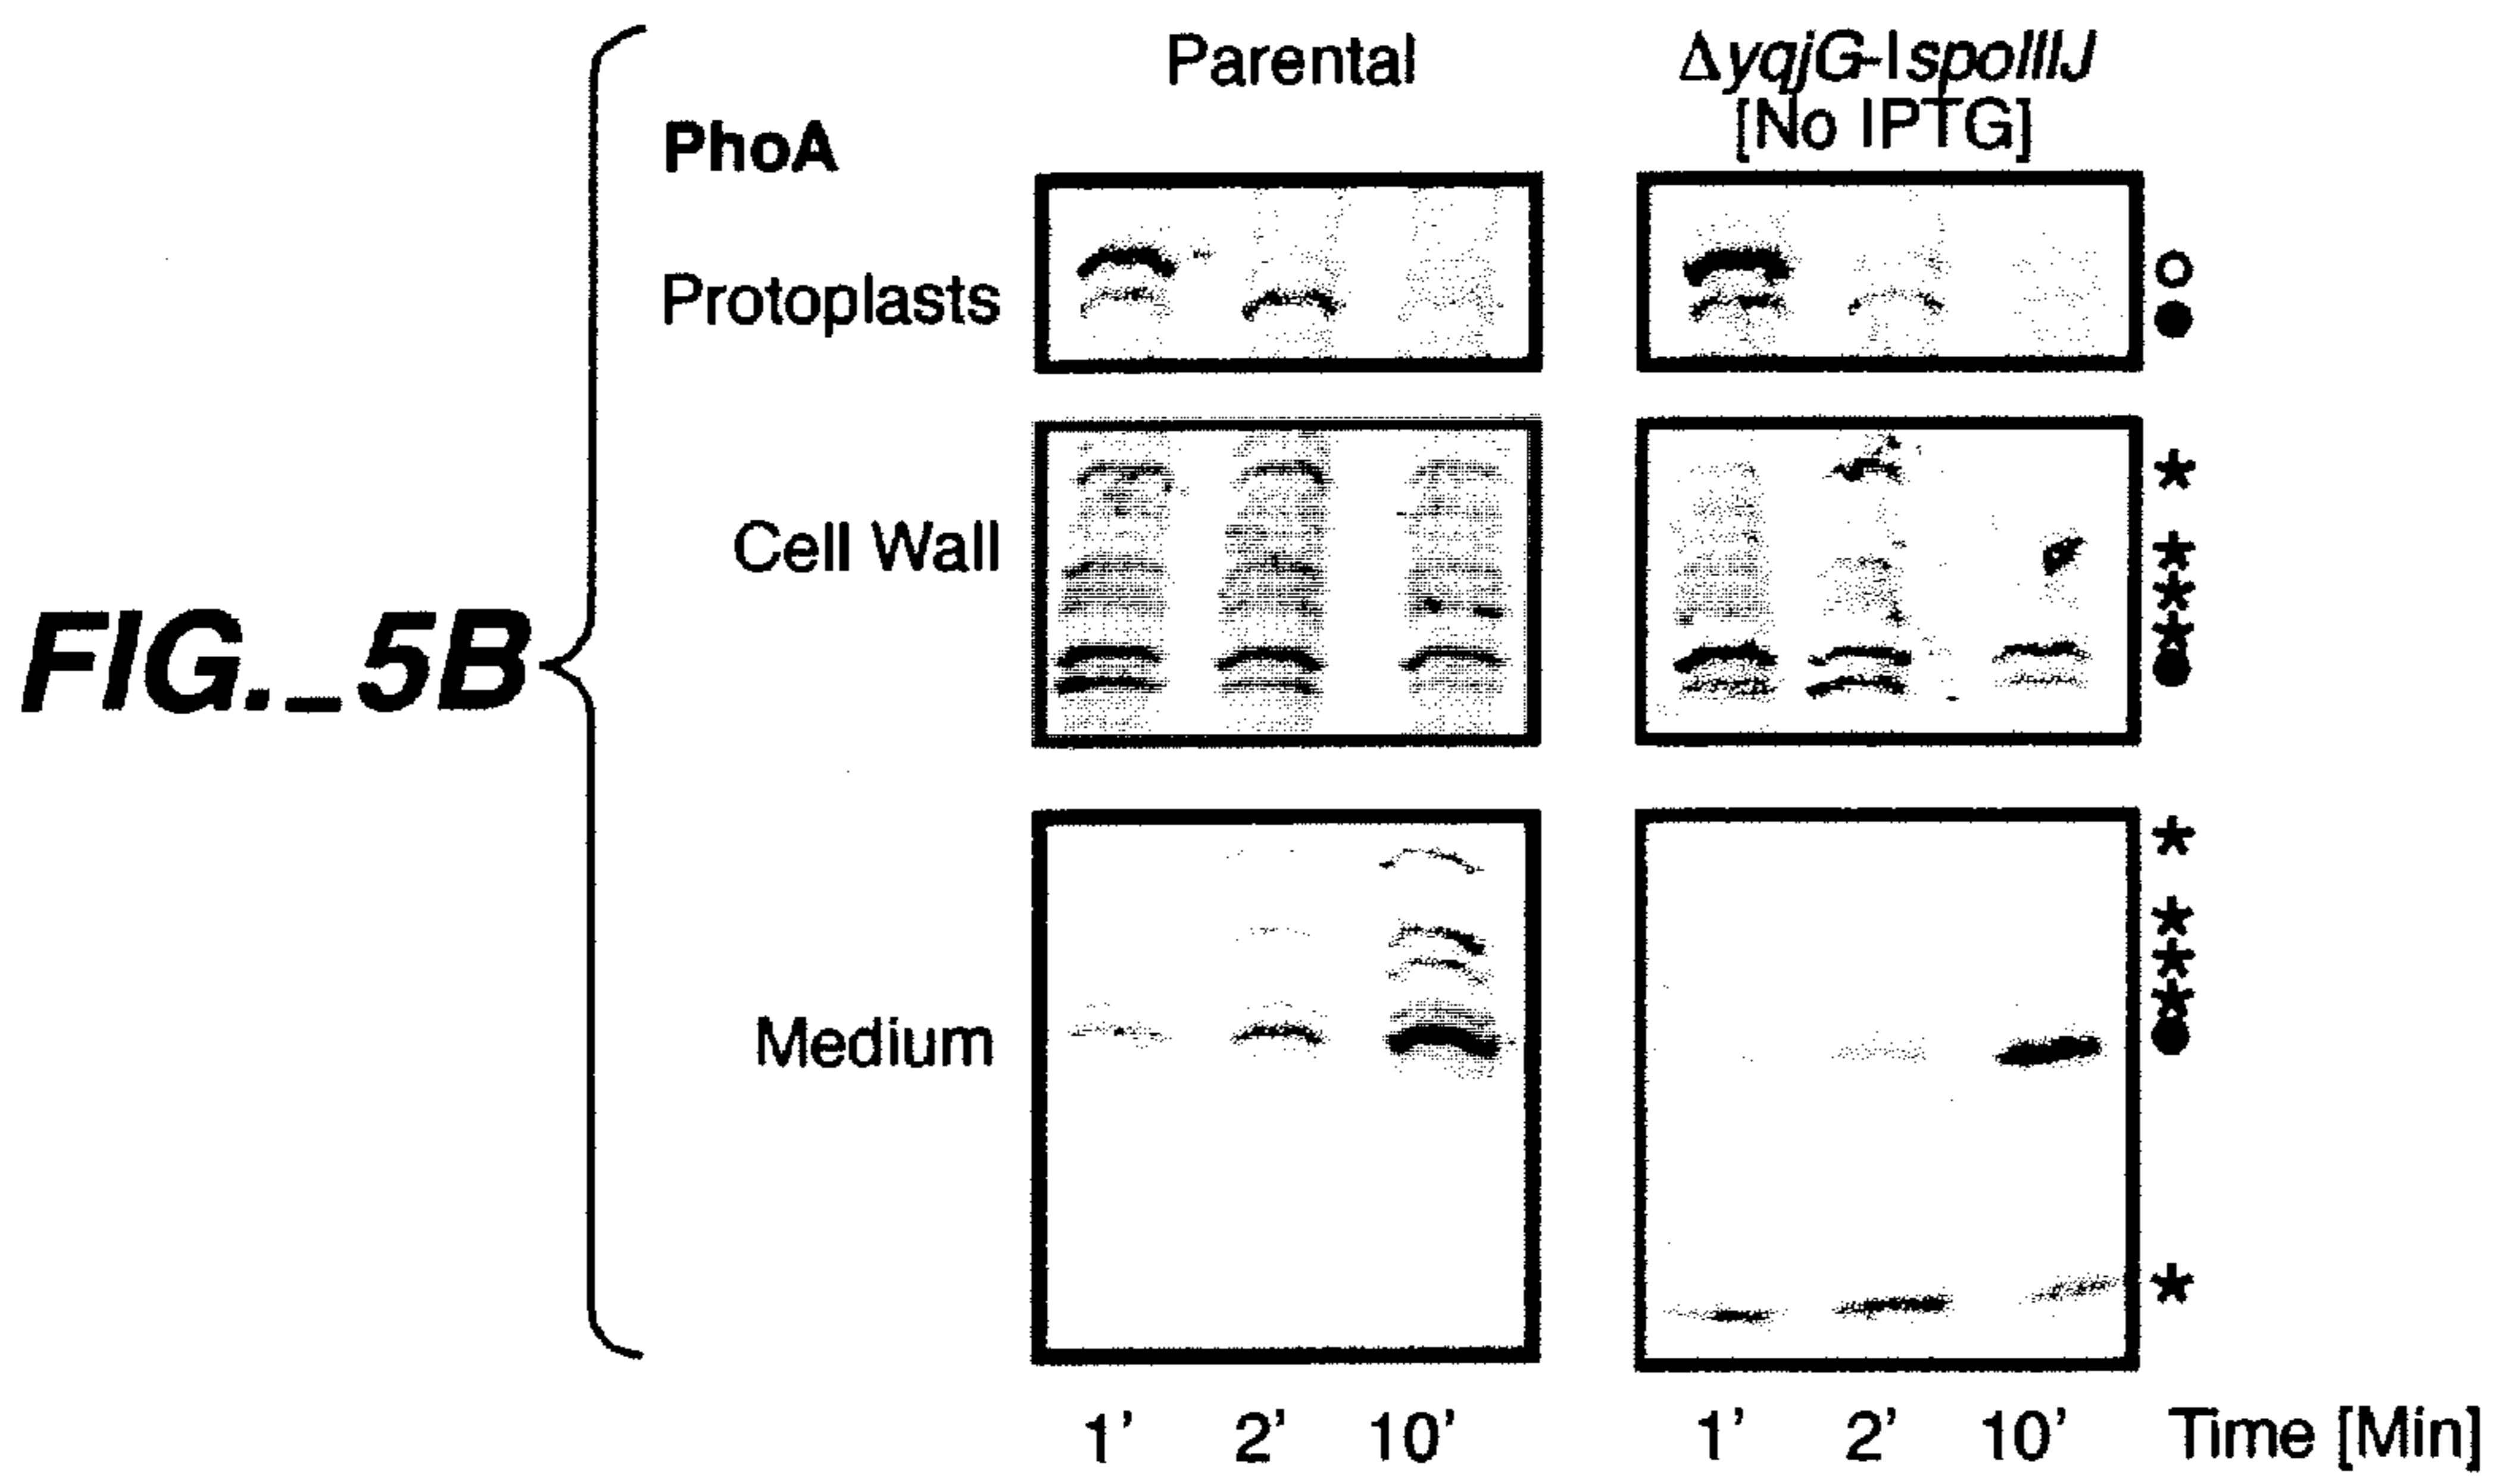 Parental
ΔyqjG-IspoIIIJ
[No IPTG]
PhoA
Protoplasts
Cell Wall
FIG._5B
Medium
1' 2' 10' 1' 2' 10' Time [Min]